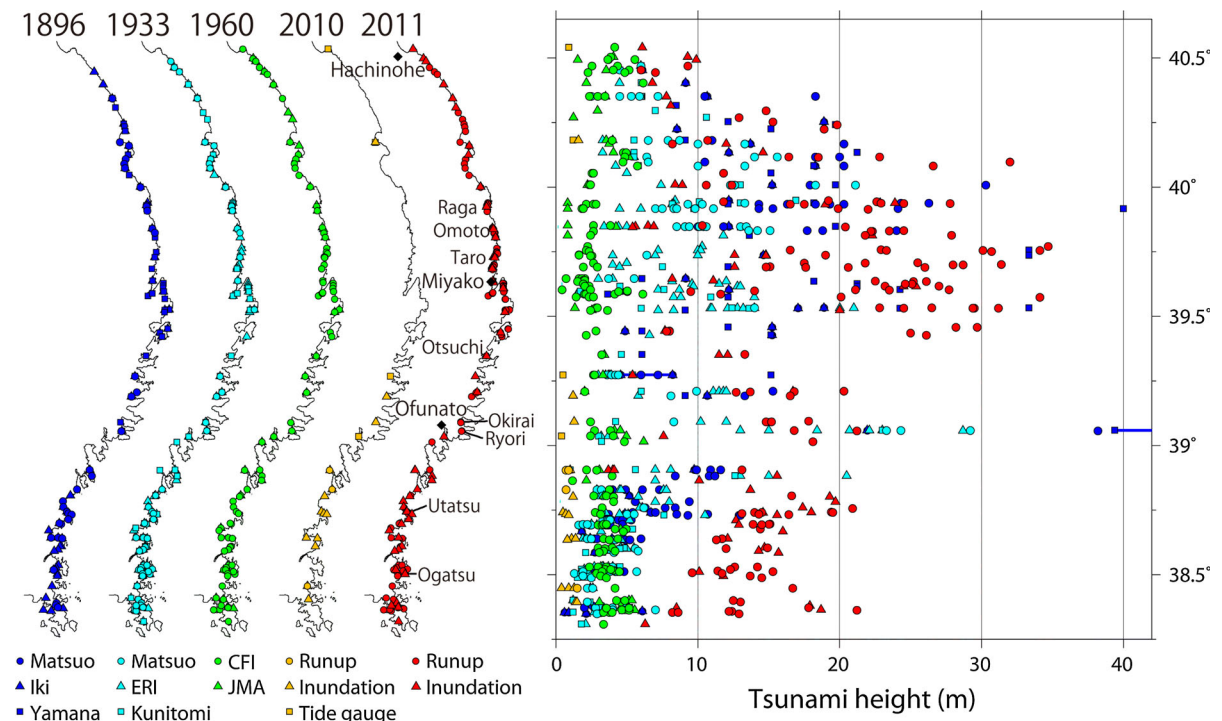 1896 1933 1960 2010 2011
Hachinohe
Raga
Omoto
Taro
Miyako
Otsuchi
Ofunato
Okirai
Ryori
Utatsu
Ogatsu
Matsuo Matsuo CFI Runup Runup
Iki ERI JMA Inundation Inundation
Yamana Kunitomi Tide gauge
40.5°
40°
39.5°
39°
38.5°
0 10 20 30 40
Tsunami height (m)